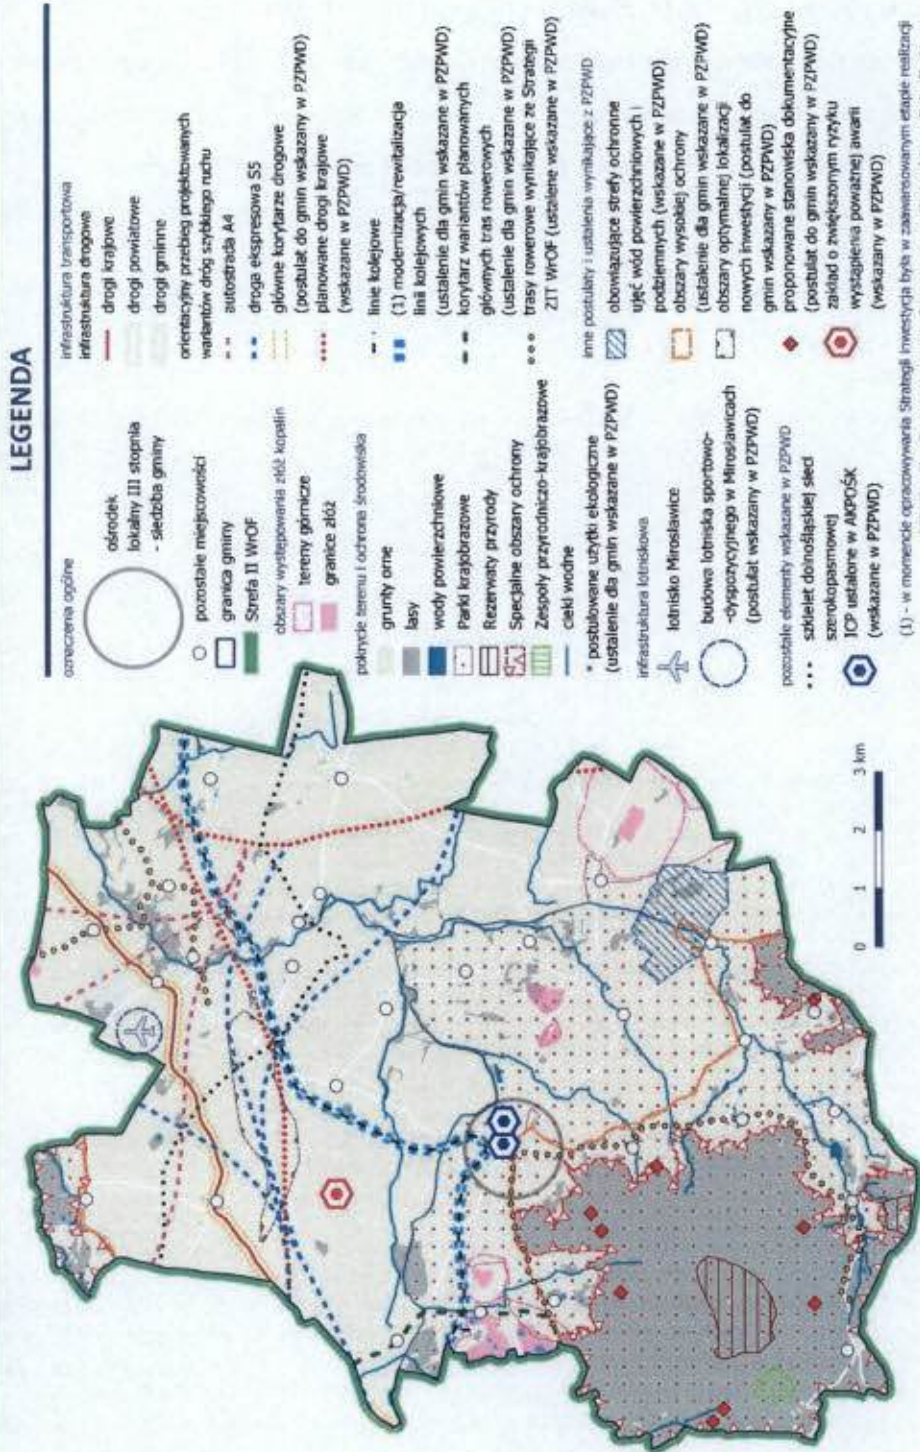 LEGENDA
oznaczenia ogólne
ośrodek
lokalny III stopnia
- siedziba gminy
pozostałe miejscowości
granica gminy
Strefa II WrOF
obszary występowania złóż kopalin
tereny górnicze
granice złóż
pokrycie terenu i ochrona środowiska
grunty orne
lasy
wody powierzchniowe
Parki krajobrazowe
Rezerwaty przyrody
Specjalne obszary ochrony
Zespoły przyrodniczo-krajobrazowe
cieki wodne
* postulowane użytki ekologiczne
(ustalenie dla gmin wskazane w PZPWD)
infrastruktura lotniskowa
lotnisko Mirosławice
budowa lotniska sportowo-
-dyspozycyjnego w Mirosławicach
(postulat wskazany w PZPWD)
pozostałe elementy wskazane w PZPWD
szkielet dolnośląskiej sieci
szerokopasmowej
ICP ustalone w AKPOŚK
(wskazane w PZPWD)
infrastruktura transportowa
infrastruktura drogowe
drogi krajowe
drogi powiatowe
drogi gminne
orientacyjny przebieg projektowanych
wariantów dróg szybkiego ruchu
autostrada A4
droga ekspresowa S5
główne korytarze drogowe
(postulat do gmin wskazany w PZPWD)
planowane drogi krajowe
(wskazane w PZPWD)
linie kolejowe
(1) modernizacja/rewitalizacja
linii kolejowych
(ustalenie dla gmin wskazane w PZPWD)
korytarz wariantów planowanych
głównych tras rowerowych
(ustalenie dla gmin wskazane w PZPWD)
trasy rowerowe wynikające ze Strategii
ZIT WrOF (ustalene wskazane w PZPWD)
inne postulaty i ustalenia wynikające z PZPWD
obowiązujące strefy ochronne
ujęć wód powierzchniowych i
podziemnych (wskazane w PZPWD)
obszary wysokiej ochrony
(ustalenie dla gmin wskazane w PZPWD)
obszary optymalnej lokalizacji
nowych inwestycji (postulat do
gmin wskazany w PZPWD)
proponowane stanowiska dokumentacyjne
(postulat do gmin wskazany w PZPWD)
zakład o zwiększonym ryzyku
wystąpienia poważnej awarii
(wskazany w PZPWD)
(1) - w momencie opracowywania Strategii inwestycja była w zaawansowanym etapie realizacji
0 1 2 3 km